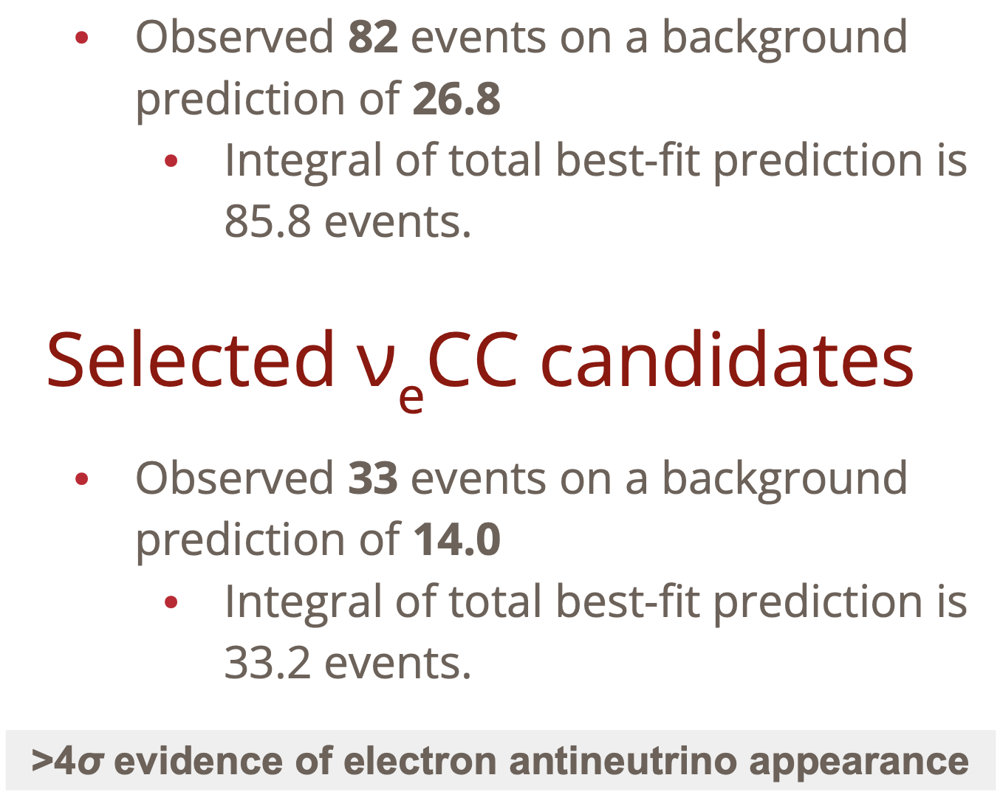 • Observed 82 events on a background
prediction of 26.8
• Integral of total best-fit prediction is
85.8 events.
Selected νₑCC candidates
• Observed 33 events on a background
prediction of 14.0
• Integral of total best-fit prediction is
33.2 events.
>4σ evidence of electron antineutrino appearance